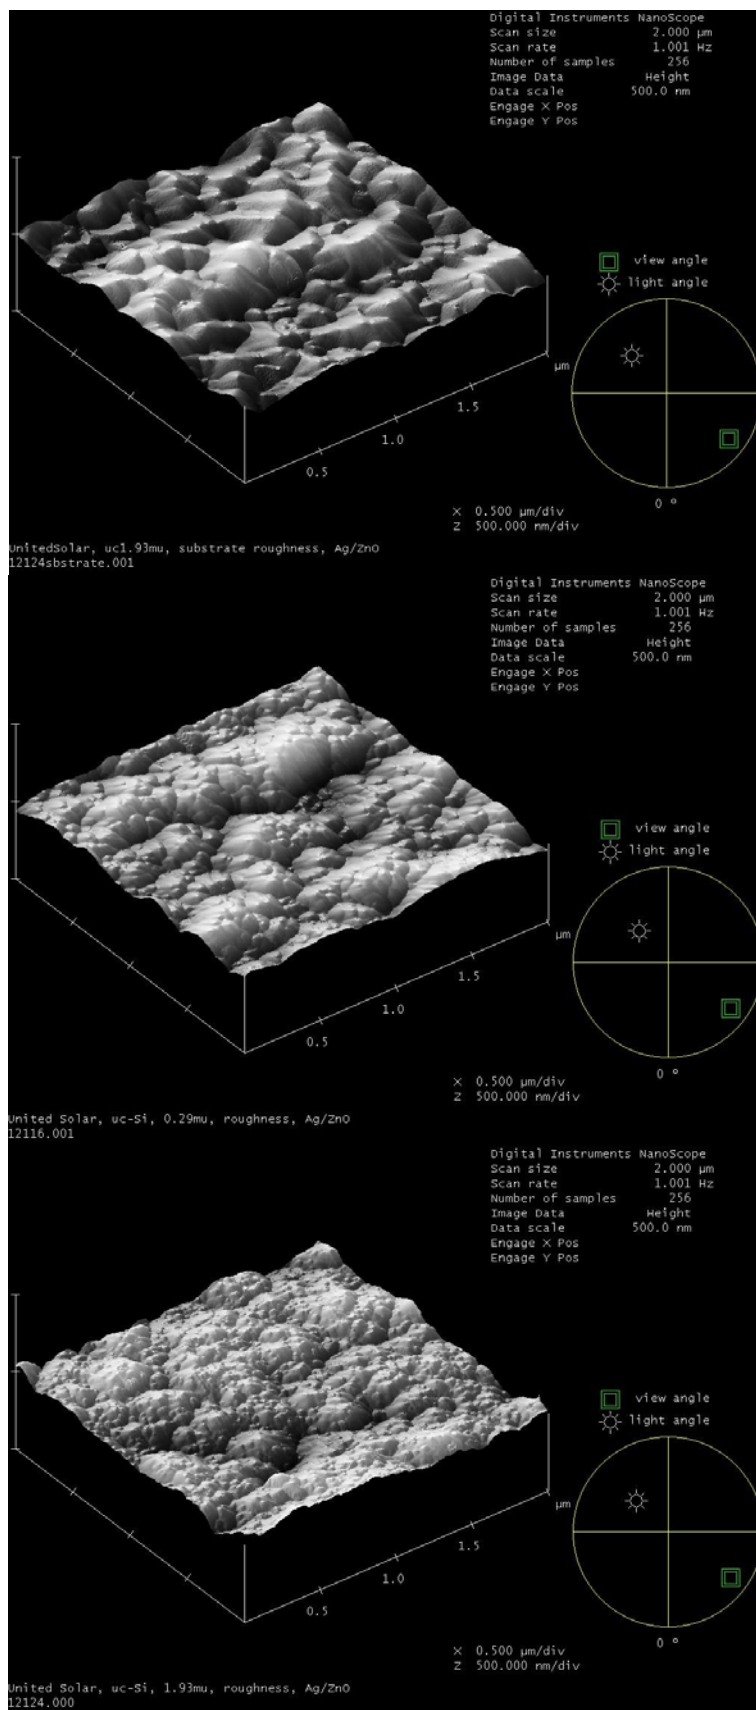 Digital Instruments NanoScope
Scan size 2.000 µm
Scan rate 1.001 Hz
Number of samples 256
Image Data Height
Data scale 500.0 nm
Engage X Pos
Engage Y Pos
view angle
light angle
µm
1.5
1.0
0.5
0 °
X 0.500 µm/div
Z 500.000 nm/div
UnitedSolar, uc1.93mu, substrate roughness, Ag/ZnO
12124sbstrate.001
Digital Instruments NanoScope
Scan size 2.000 µm
Scan rate 1.001 Hz
Number of samples 256
Image Data Height
Data scale 500.0 nm
Engage X Pos
Engage Y Pos
view angle
light angle
µm
1.5
1.0
0.5
0 °
X 0.500 µm/div
Z 500.000 nm/div
United Solar, uc-Si, 0.29mu, roughness, Ag/ZnO
12116.001
Digital Instruments NanoScope
Scan size 2.000 µm
Scan rate 1.001 Hz
Number of samples 256
Image Data Height
Data scale 500.0 nm
Engage X Pos
Engage Y Pos
view angle
light angle
µm
1.5
1.0
0.5
0 °
X 0.500 µm/div
Z 500.000 nm/div
United Solar, uc-Si, 1.93mu, roughness, Ag/ZnO
12124.000